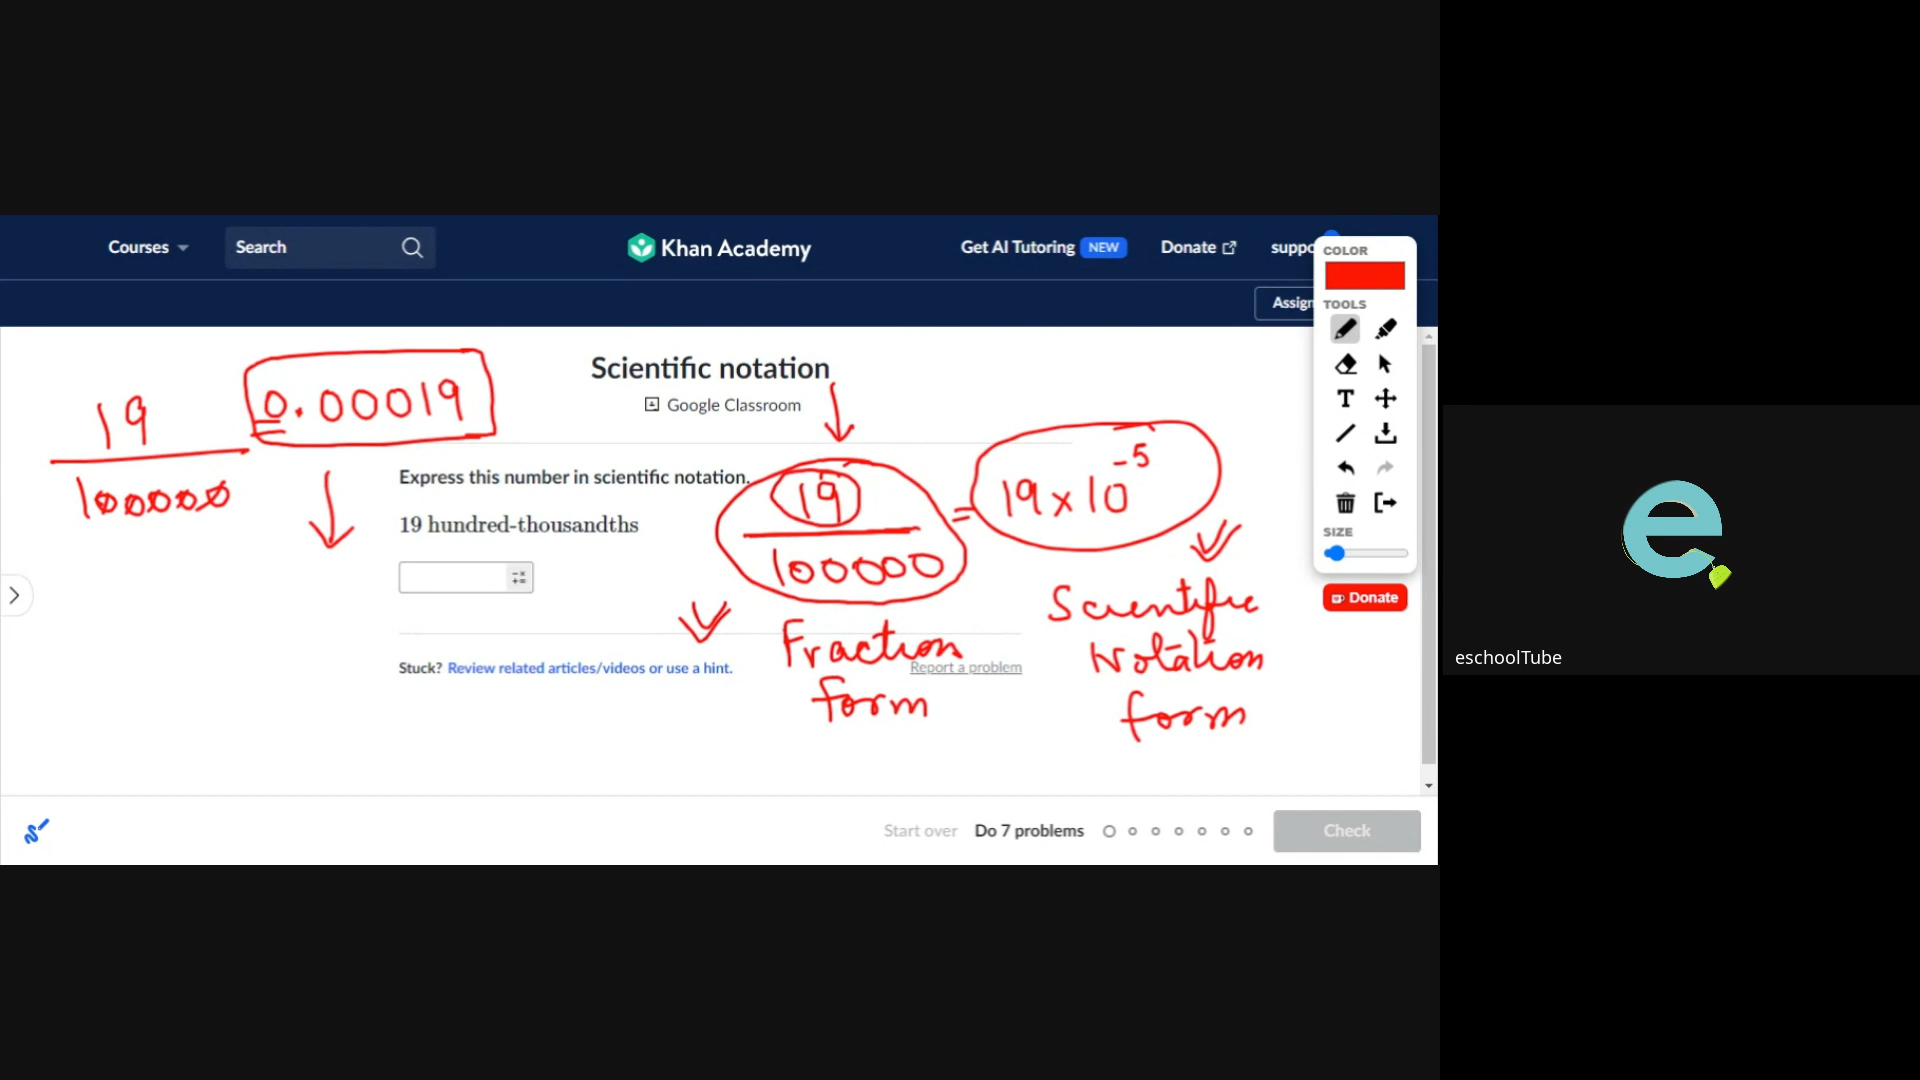 Courses
Search
Khan Academy
Get AI Tutoring NEW
Donate
suppo
Assign
COLOR
TOOLS
T
SIZE
Donate
Scientific notation
Google Classroom
19
100000
= 0.00019
Express this number in scientific notation.
19 hundred-thousandths
19
100000
= 19 x 10^-5
Fraction
form
Scientific
Notation
form
Stuck? Review related articles/videos or use a hint.
Report a problem
Start over
Do 7 problems
Check
e
eschoolTube